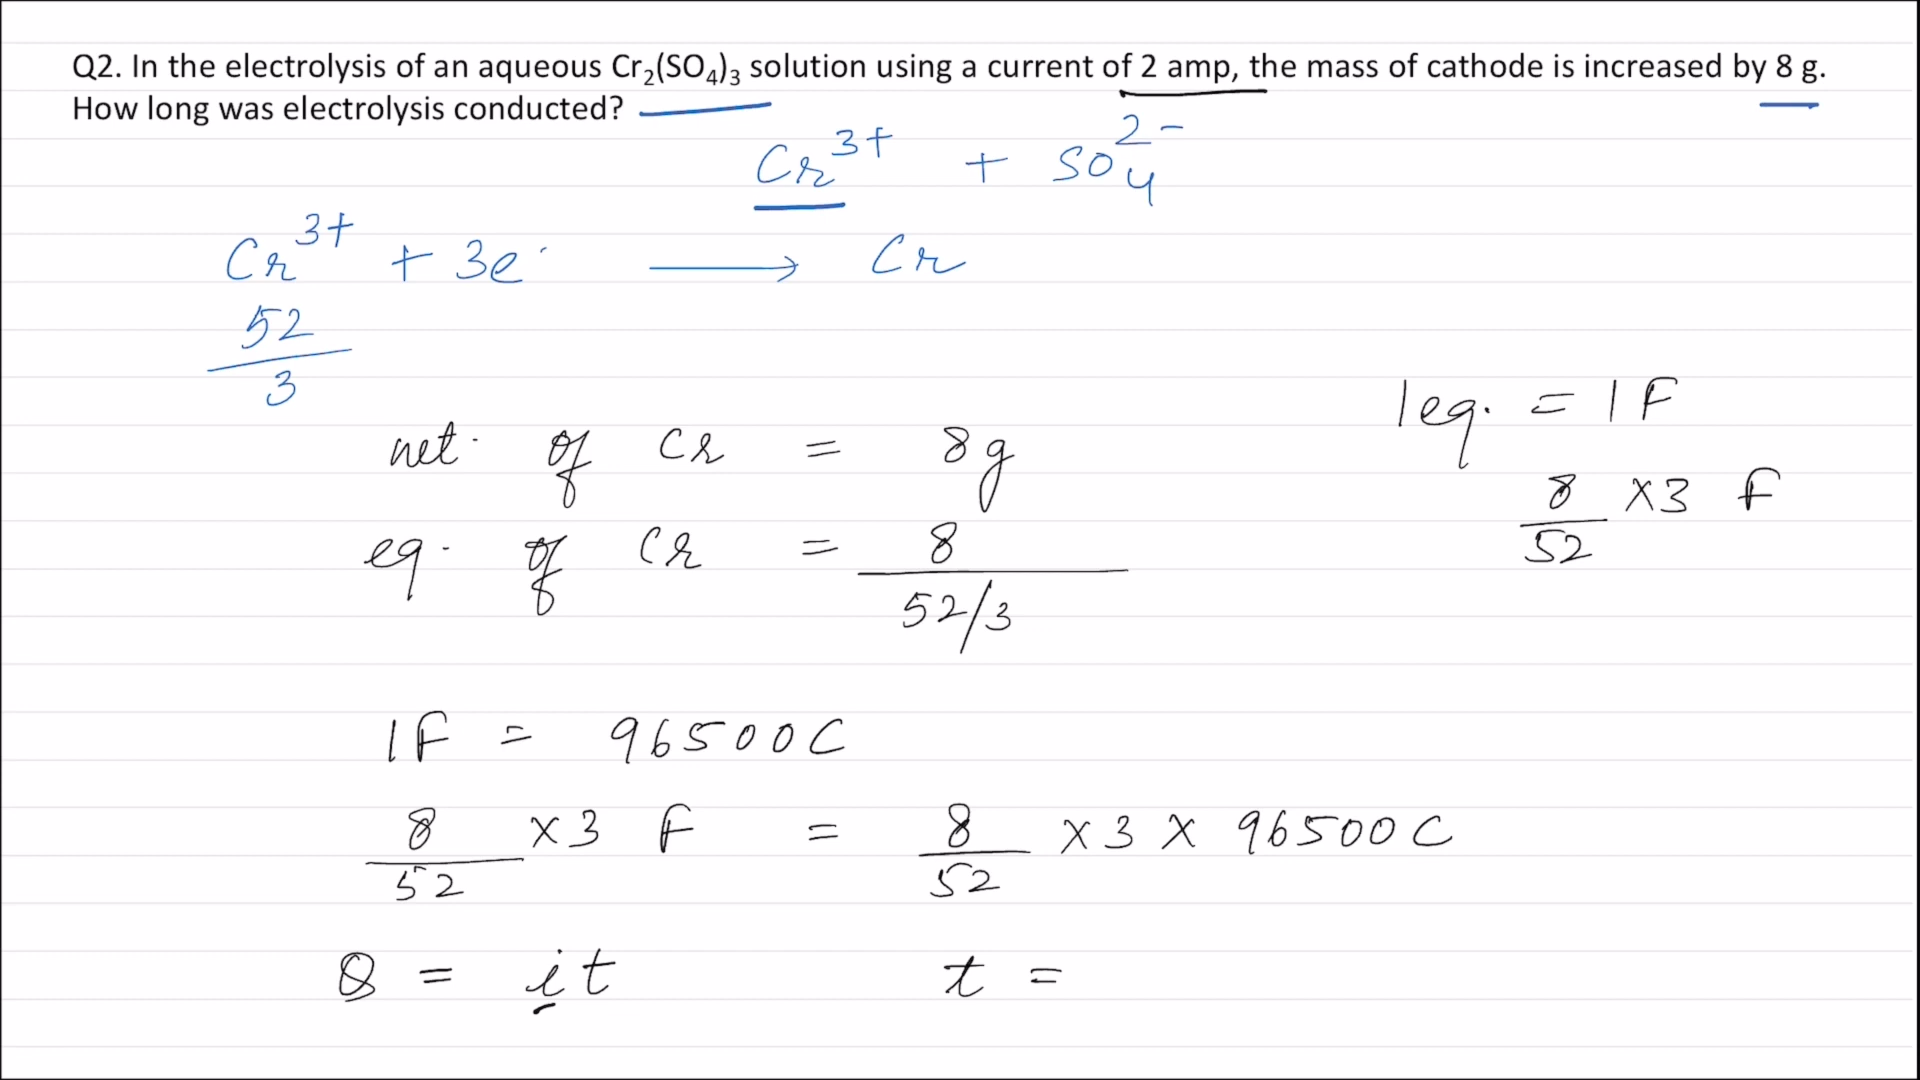 Q2. In the electrolysis of an aqueous Cr₂(SO₄)₃ solution using a current of 2 amp, the mass of cathode is increased by 8 g.
How long was electrolysis conducted?
Cr³⁺ + SO₄²⁻
Cr³⁺ + 3e⁻ ⟶ Cr
52/3
wt. of Cr = 8g
1eq. = 1F
8/52 ×3 F
eq. of Cr = 8/(52/3)
1F = 96500C
8/52 ×3 F = 8/52 ×3 × 96500C
Q = it t =